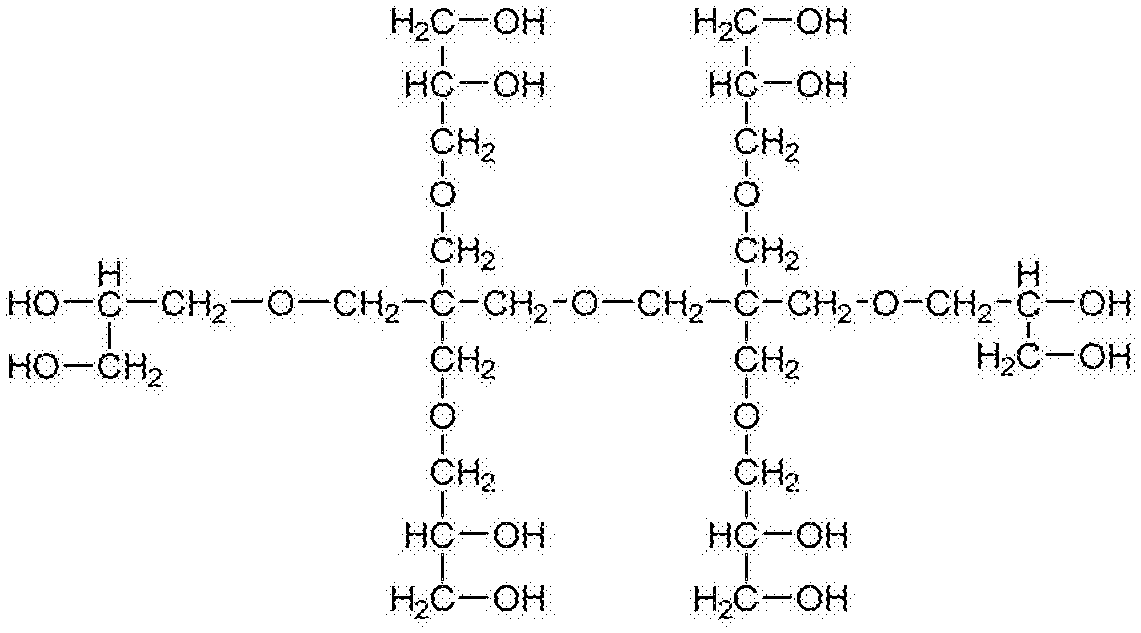 H₂C—OH H₂C—OH
HC—OH HC—OH
CH₂ CH₂
O O
CH₂ CH₂
H H
HO—C—CH₂—O—CH₂—C—CH₂—O—CH₂—C—CH₂—O—CH₂—C—OH
HO—CH₂ CH₂ CH₂ H₂C—OH
O O
CH₂ CH₂
HC—OH HC—OH
H₂C—OH H₂C—OH